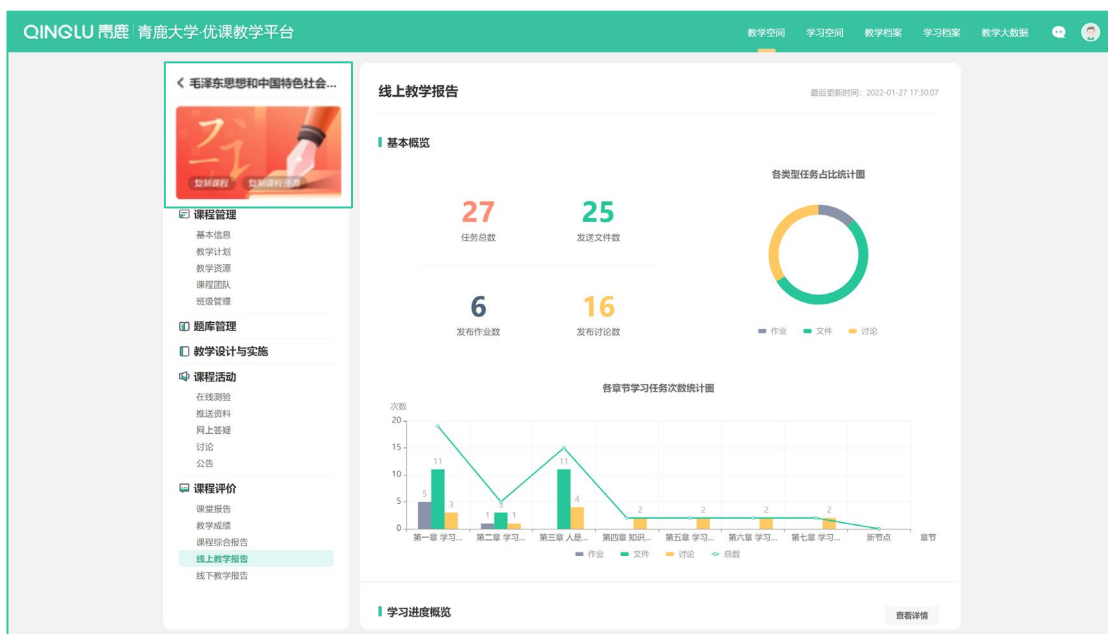 QINGLU 青鹿 青鹿大学·优课教学平台
教学空间 学习空间 教学档案 学习档案 教学大数据
毛泽东思想和中国特色社会...
复制课程 复制课程资源
课程管理
基本信息
教学计划
教学资源
课程团队
班级管理
题库管理
教学设计与实施
课程活动
在线测验
推送资料
网上答疑
讨论
公告
课程评价
课堂报告
教学成绩
课程综合报告
线上教学报告
线下教学报告
线上教学报告
最后更新时间: 2022-01-27 17:30:07
基本概览
27
任务总数
25
发送文件数
6
发布作业数
16
发布讨论数
各类型任务占比统计图
作业 文件 讨论
各章节学习任务次数统计图
次数
20
15
10
5
0
5 11 3
1 3 1
11 4
2 2 2 2
第一章 学习... 第二章 学习... 第三章 人是... 第四章 知识... 第五章 学习... 第六章 学习... 第七章 学习... 新节点 章节
作业 文件 讨论 总数
学习进度概览
查看详情